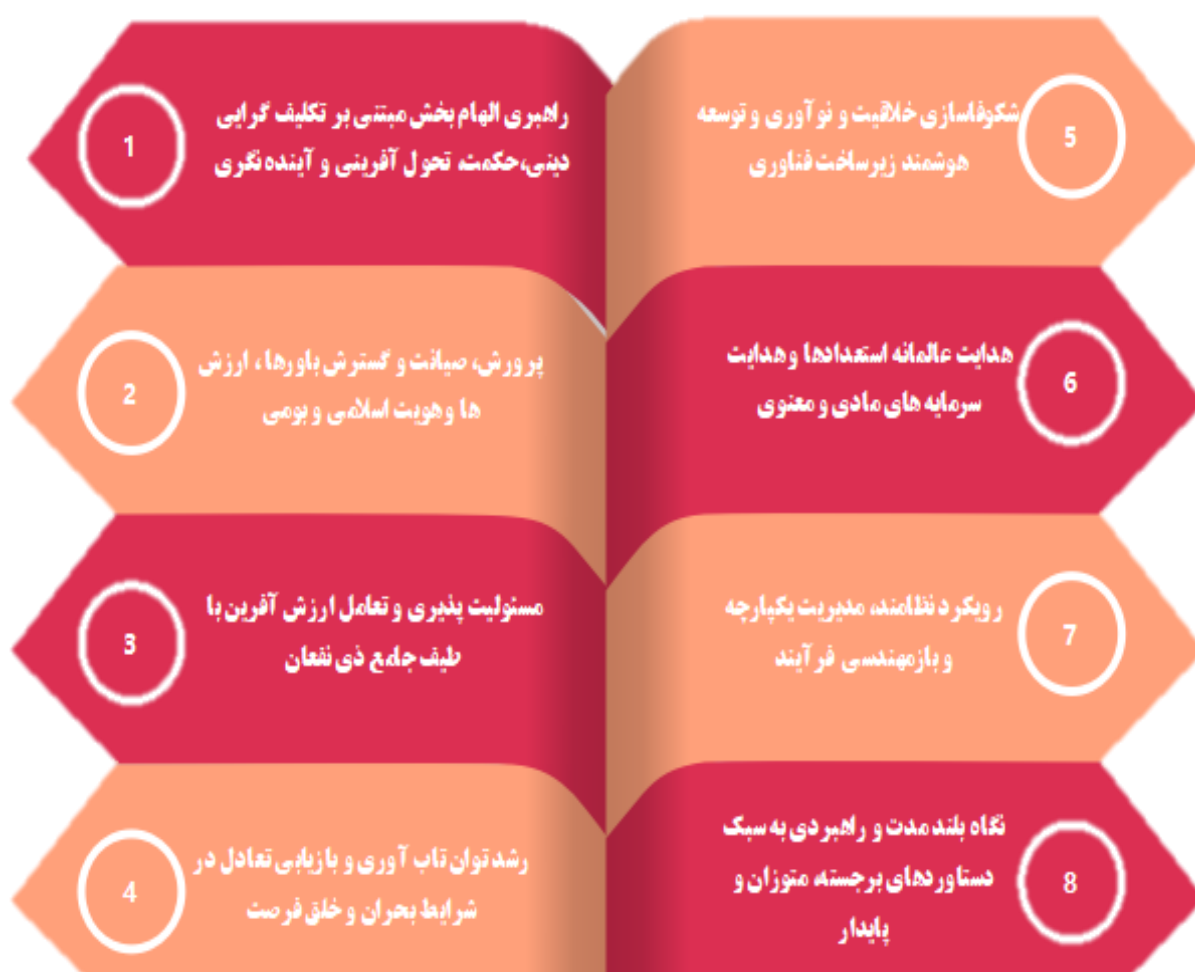 1
راهبری الهام بخش مبتنی بر تکلیف گرایی
دینی،حکمت، تحول آفرینی و آینده نگری
2
پرورش، صیانت و گسترش باورها ، ارزش
ها و هویت اسلامی و بومی
3
مسئولیت پذیری و تعامل ارزش آفرین با
طیف جامع ذی نفعان
4
رشد توان تاب آوری و بازیابی تعادل در
شرایط بحران و خلق فرصت
5
شکوفاسازی خلاقیت و نوآوری و توسعه
هوشمند زیرساخت فناوری
6
هدایت عالمانه استعدادها و هدایت
سرمایه های مادی و معنوی
7
رویکرد نظامند، مدیریت یکپارچه
و بازمهندسی فرآیند
8
نگاه بلند مدت و راهبردی به سبک
دستاوردهای برجسته، متوزان و
پایدار